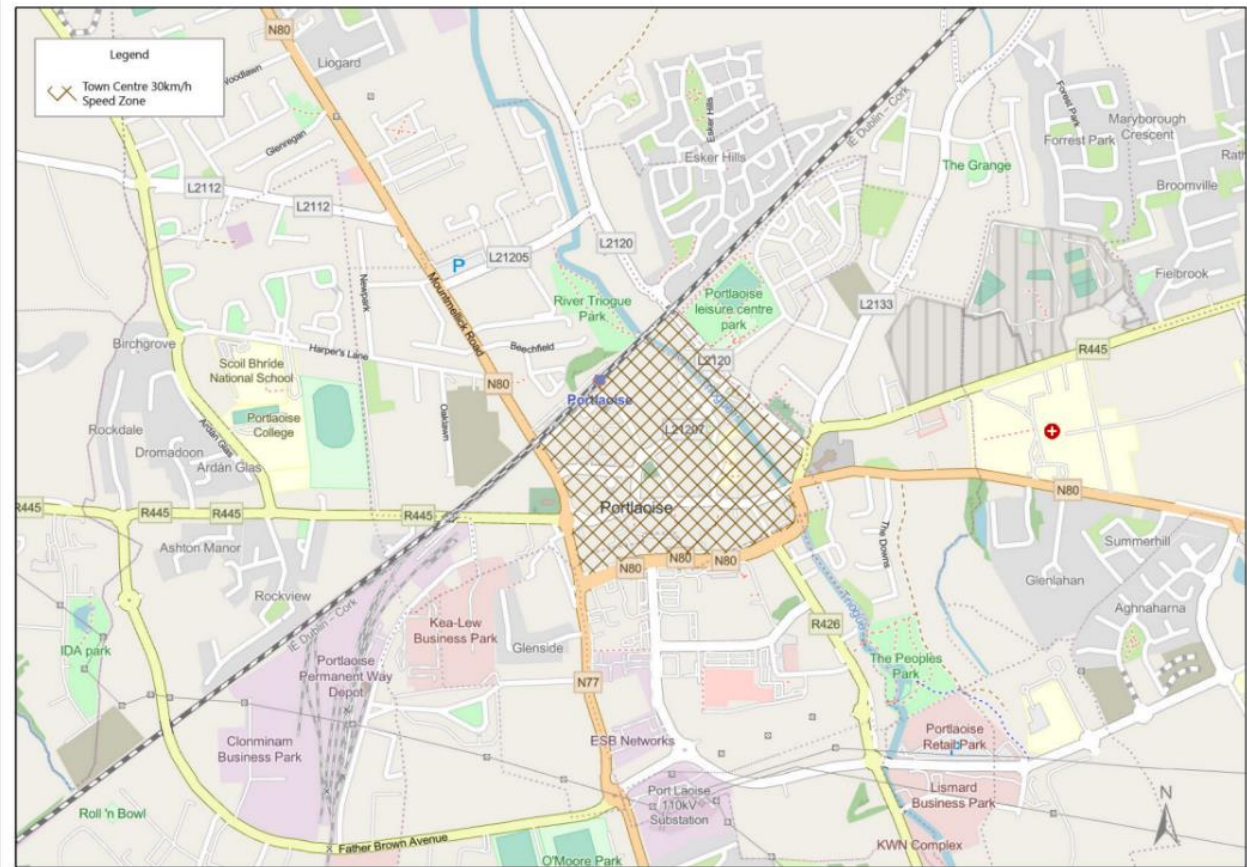 Legend
Town Centre 30km/h
Speed Zone
N80
Liogard
Glenregan
L2112
L2112
L21205
P
Mountmellick Road
Newpark
Esker Hills
Esker Hills
IE Dublin - Cork
The Grange
Forest Park
Forrest Park
Maryborough
Crescent
Broomville
Fielbrook
L2120
L2133
River Triogue
Park
Portlaoise
leisure centre
park
Birchgrove
Harper's Lane
Beechfield
Scoil Bhríde
National School
N80
Portlaoise
L2120
R445
Portlaoise
College
Oaklawn
L21207
Rockdale
Dromadoon
Ardán Glas
Ardán Glas
N80
R445
R445
R445
R445
Portlaoise
Ashton Manor
N80
N80
N80
The Downs
Summerhill
Glenlahan
Rockview
IE Dublin - Cork
Kea-Lew
Business Park
Glenside
Triogue
R426
Aghnaharna
IDA park
Portlaoise
Permanent Way
Depot
The Peoples
Park
N77
Clonminam
Business Park
ESB Networks
Portlaoise
Retail Park
Port Laoise
110kV
Substation
Lismard
Business Park
N
Roll 'n Bowl
Father Brown Avenue
O'Moore Park
KWN Complex